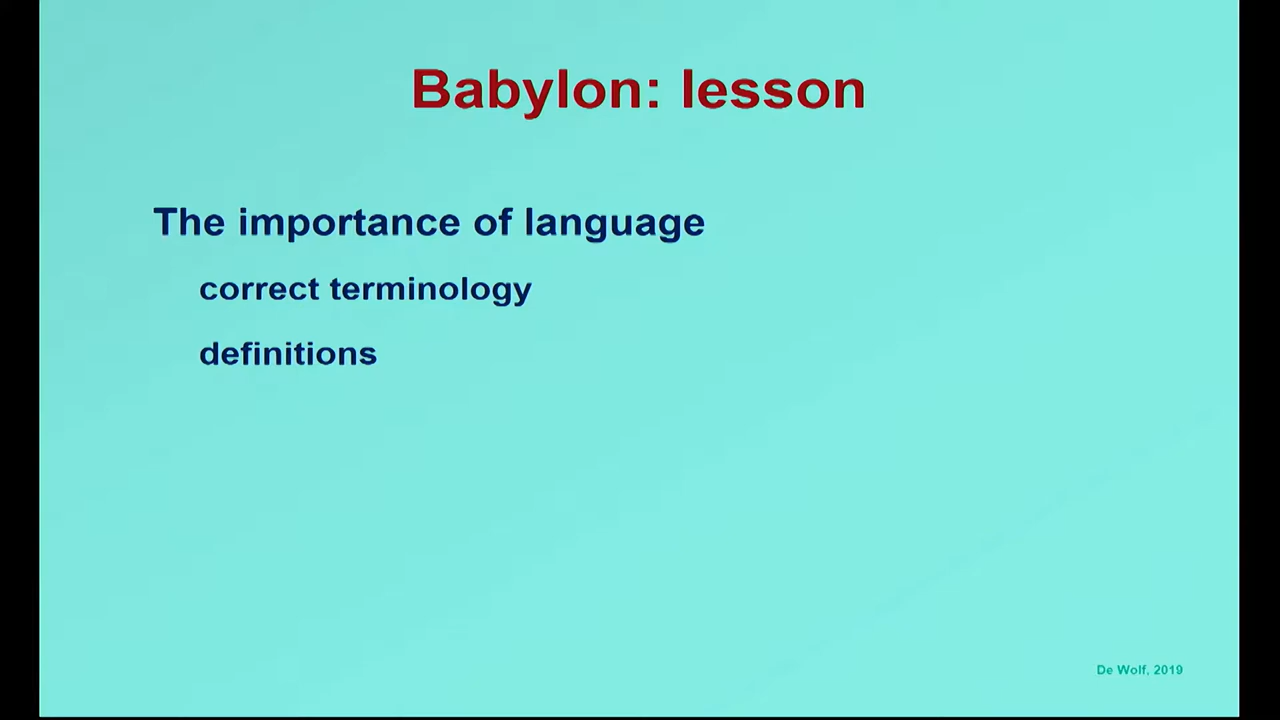 Babylon: lesson
The importance of language
correct terminology
definitions
De Wolf, 2019